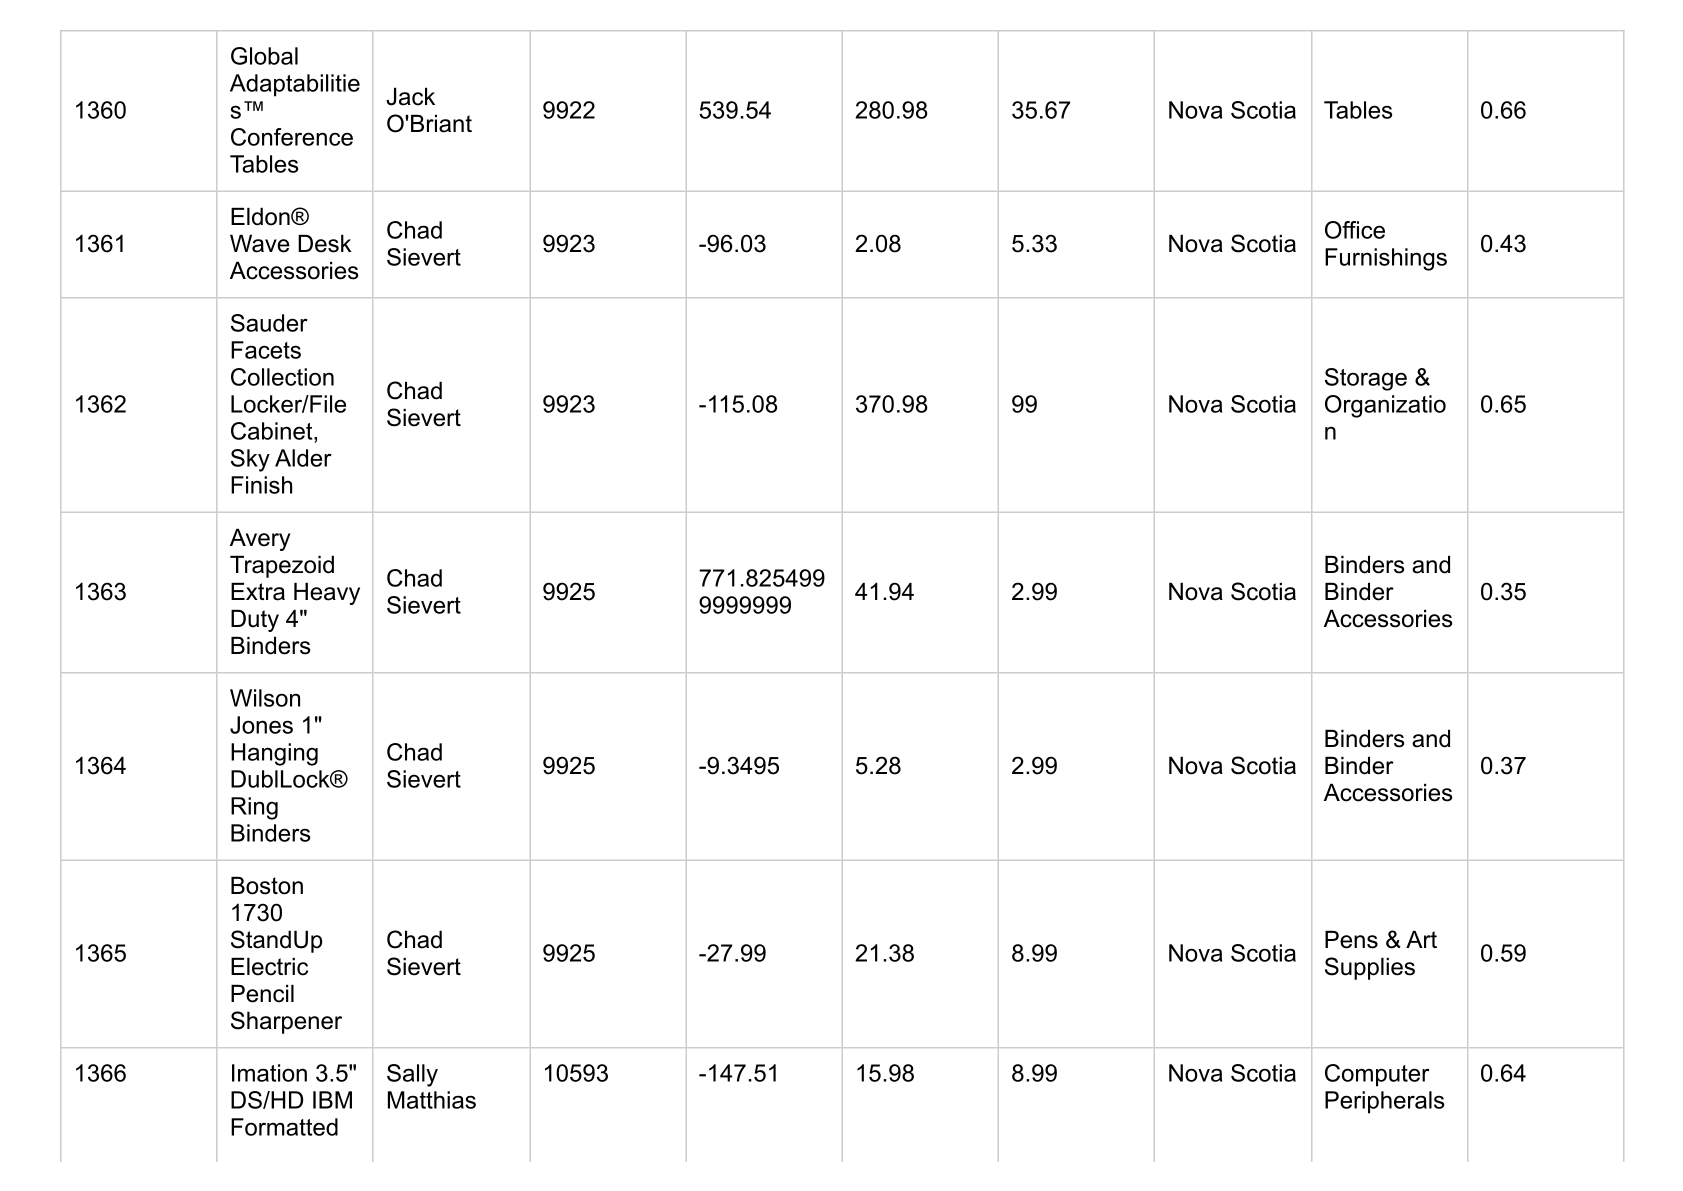 1360
Global
Adaptabilitie
s™
Conference
Tables
Jack
O'Briant
9922
539.54
280.98
35.67
Nova Scotia
Tables
0.66
1361
Eldon®
Wave Desk
Accessories
Chad
Sievert
9923
-96.03
2.08
5.33
Nova Scotia
Office
Furnishings
0.43
1362
Sauder
Facets
Collection
Locker/File
Cabinet,
Sky Alder
Finish
Chad
Sievert
9923
-115.08
370.98
99
Nova Scotia
Storage &
Organizatio
n
0.65
1363
Avery
Trapezoid
Extra Heavy
Duty 4"
Binders
Chad
Sievert
9925
771.825499
9999999
41.94
2.99
Nova Scotia
Binders and
Binder
Accessories
0.35
1364
Wilson
Jones 1"
Hanging
DublLock®
Ring
Binders
Chad
Sievert
9925
-9.3495
5.28
2.99
Nova Scotia
Binders and
Binder
Accessories
0.37
1365
Boston
1730
StandUp
Electric
Pencil
Sharpener
Chad
Sievert
9925
-27.99
21.38
8.99
Nova Scotia
Pens & Art
Supplies
0.59
1366
Imation 3.5"
DS/HD IBM
Formatted
Sally
Matthias
10593
-147.51
15.98
8.99
Nova Scotia
Computer
Peripherals
0.64